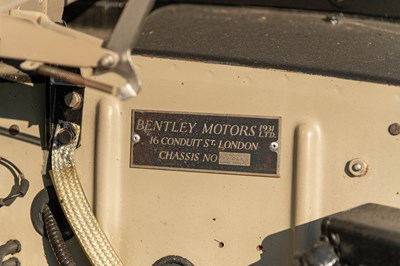 BENTLEY MOTORS 1931 LTD.
16 CONDUIT ST. LONDON
CHASSIS NO